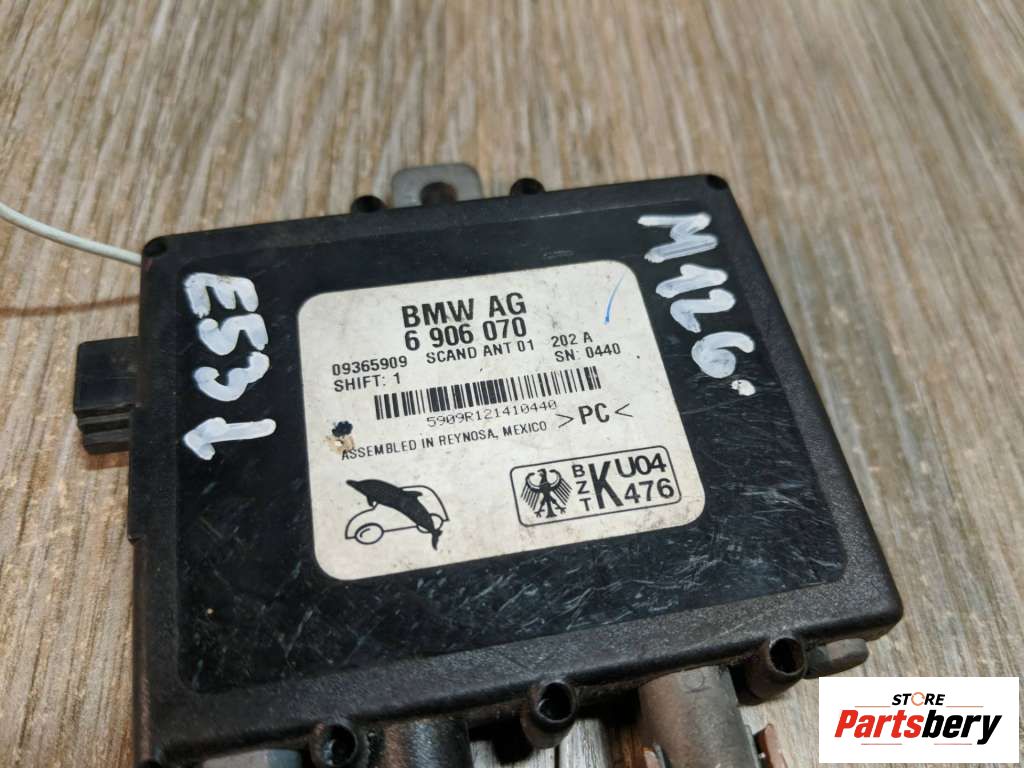 BMW AG
6 906 070
09365909 SCAND ANT 01 202 A
SHIFT: 1 SN: 0440
5909R121410440
ASSEMBLED IN REYNOSA, MEXICO >PC<
BZT K U04 476
E53
M126.
STORE
Partsbery